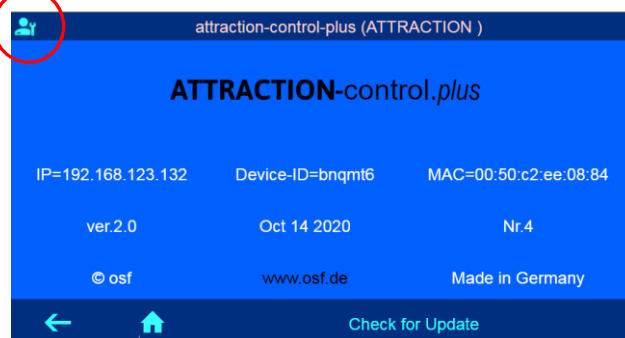 attraction-control-plus (ATTRACTION )
ATTRACTION-control.plus
IP=192.168.123.132 Device-ID=bnqmt6 MAC=00:50:c2:ee:08:84
ver.2.0 Oct 14 2020 Nr.4
© osf www.osf.de Made in Germany
Check for Update